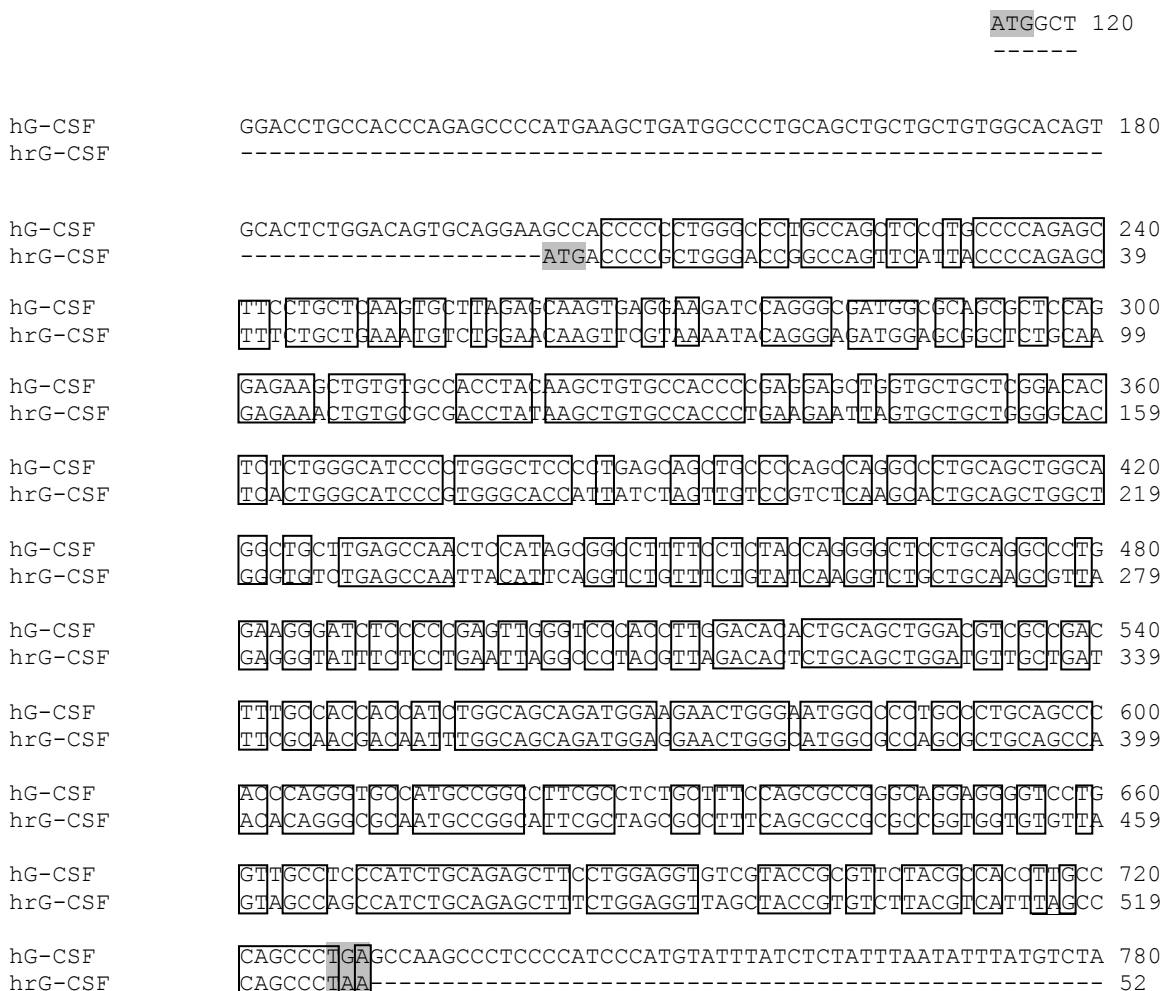 ATGGCT 120
------
hG-CSF GGACCTGCCACCCAGAGCCCCATGAAGCTGATGGCCCTGCAGCTGCTGCTGTGGCACAGT 180
hrG-CSF ------------------------------------------------------------
hG-CSF GCACTCTGGACAGTGCAGGAAGCCACCCCCCTGGGCCCTGCCAGCTCCCTGCCCCAGAGC 240
hrG-CSF ---------------------ATGACCCCGCTGGGACCGGCCAGTTCATTACCCCAGAGC 39
hG-CSF TTCCTGCTCAAGTGCTTAGAGCAAGTGAGGAAGATCCAGGGCGATGGCGCAGCGCTCCAG 300
hrG-CSF TTTCTGCTGAAATGTCTGGAACAAGTTCGTAAAATACAGGGAGATGGAGCGGCTCTGCAA 99
hG-CSF GAGAAGCTGTGTGCCACCTACAAGCTGTGCCACCCCGAGGAGCTGGTGCTGCTCGGACAC 360
hrG-CSF GAGAAACTGTGCGCGACCTATAAGCTGTGCCACCCTGAAGAATTAGTGCTGCTGGGGCAC 159
hG-CSF TCTCTGGGCATCCCCTGGGCTCCCCTGAGCAGCTGCCCCAGCCAGGCCCTGCAGCTGGCA 420
hrG-CSF TCACTGGGCATCCCGTGGGCACCATTATCTAGTTGTCCGTCTCAAGCACTGCAGCTGGCT 219
hG-CSF GGCTGCTTGAGCCAACTCCATAGCGGCCTTTTCCTCTACCAGGGGCTCCTGCAGGCCCTG 480
hrG-CSF GGGTGTCTGAGCCAATTACATTCAGGTCTGTTTCTGTATCAAGGTCTGCTGCAAGCGTTA 279
hG-CSF GAAGGGATCTCCCCCGAGTTGGGTCCCACCTTGGACACACTGCAGCTGGACGTCGCCGAC 540
hrG-CSF GAGGGTATTTCTCCTGAATTAGGCCCTACGTTAGACACTCTGCAGCTGGATGTTGCTGAT 339
hG-CSF TTTGCCACCACCATCTGGCAGCAGATGGAAGAACTGGGAATGGCCCCTGCCCTGCAGCCC 600
hrG-CSF TTCGCAACGACAATTTGGCAGCAGATGGAGGAACTGGGCATGGCGCCAGCGCTGCAGCCA 399
hG-CSF ACCCAGGGTGCCATGCCGGCCTTCGCCTCTGCTTTCCAGCGCCGGGCAGGAGGGGTCCTG 660
hrG-CSF ACACAGGGCGCAATGCCGGCATTCGCTAGCGCCTTTCAGCGCCGCGCCGGTGGTGTGTTA 459
hG-CSF GTTGCCTCCCATCTGCAGAGCTTCCTGGAGGTGTCGTACCGCGTTCTACGCCACCTTGCC 720
hrG-CSF GTAGCCAGCCATCTGCAGAGCTTTCTGGAGGTTAGCTACCGTGTCTTACGTCATTTAGCC 519
hG-CSF CAGCCCTGAGCCAAGCCCTCCCCATCCCATGTATTTATCTCTATTTAATATTTATGTCTA 780
hrG-CSF CAGCCCTAA--------------------------------------------------- 52